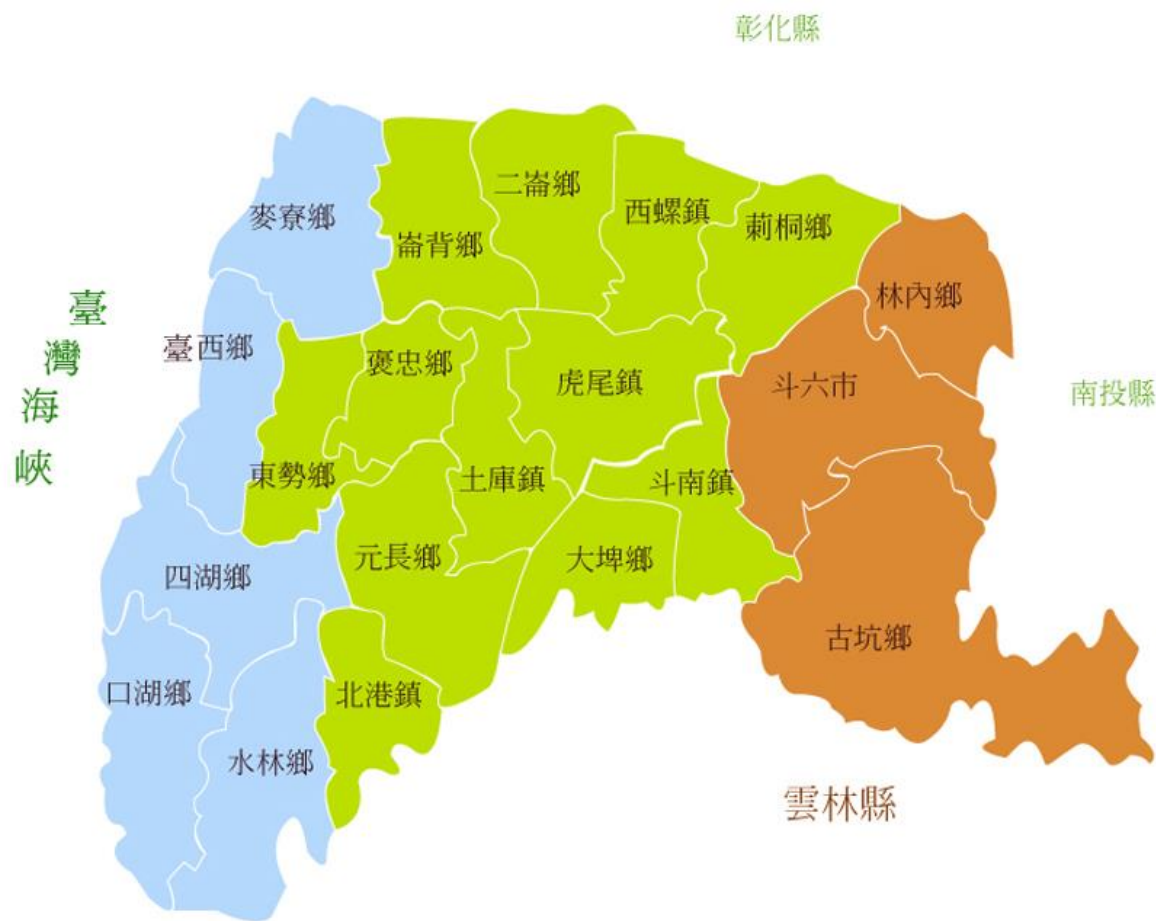 彰化縣
二崙鄉
西螺鎮
麥寮鄉
莿桐鄉
崙背鄉
林內鄉
臺灣海峽
臺西鄉
褒忠鄉
虎尾鎮
斗六市
南投縣
東勢鄉
土庫鎮
斗南鎮
元長鄉
大埤鄉
四湖鄉
古坑鄉
口湖鄉
北港鎮
水林鄉
雲林縣